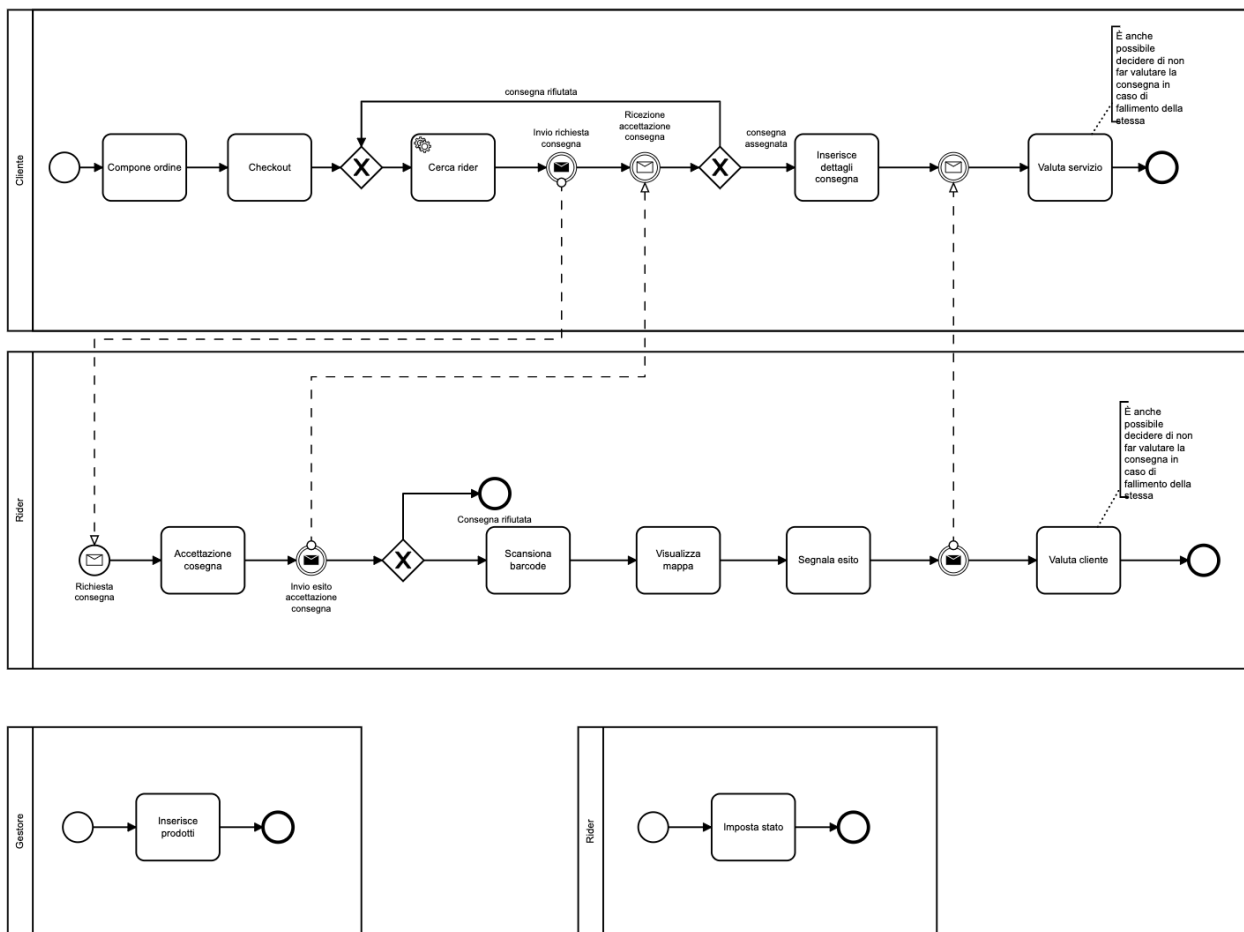 Cliente
È anche
possibile
decidere di non
far valutare la
consegna in
caso di
fallimento della
stessa
consegna rifiutata
Compone ordine
Checkout
X
Cerca rider
Invio richiesta
consegna
Ricezione
accettazione
consegna
X
consegna
assegnata
Inserisce
dettagli
consegna
Valuta servizio
Rider
È anche
possibile
decidere di non
far valutare la
consegna in
caso di
fallimento della
stessa
Consegna rifiutata
Richiesta
consegna
Accettazione
cosegna
Invio esito
accettazione
consegna
X
Scansiona
barcode
Visualizza
mappa
Segnala esito
Valuta cliente
Gestore
Inserisce
prodotti
Rider
Imposta stato